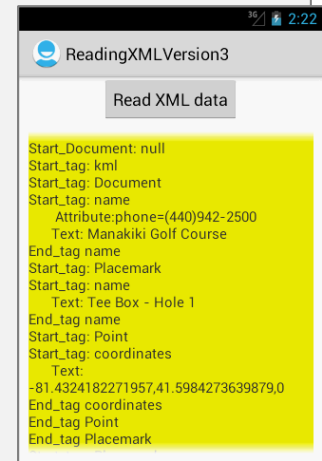 3G 2:22
ReadingXMLVersion3
Read XML data
Start_Document: null
Start_tag: kml
Start_tag: Document
Start_tag: name
Attribute:phone=(440)942-2500
Text: Manakiki Golf Course
End_tag name
Start_tag: Placemark
Start_tag: name
Text: Tee Box - Hole 1
End_tag name
Start_tag: Point
Start_tag: coordinates
Text:
-81.4324182271957,41.5984273639879,0
End_tag coordinates
End_tag Point
End_tag Placemark